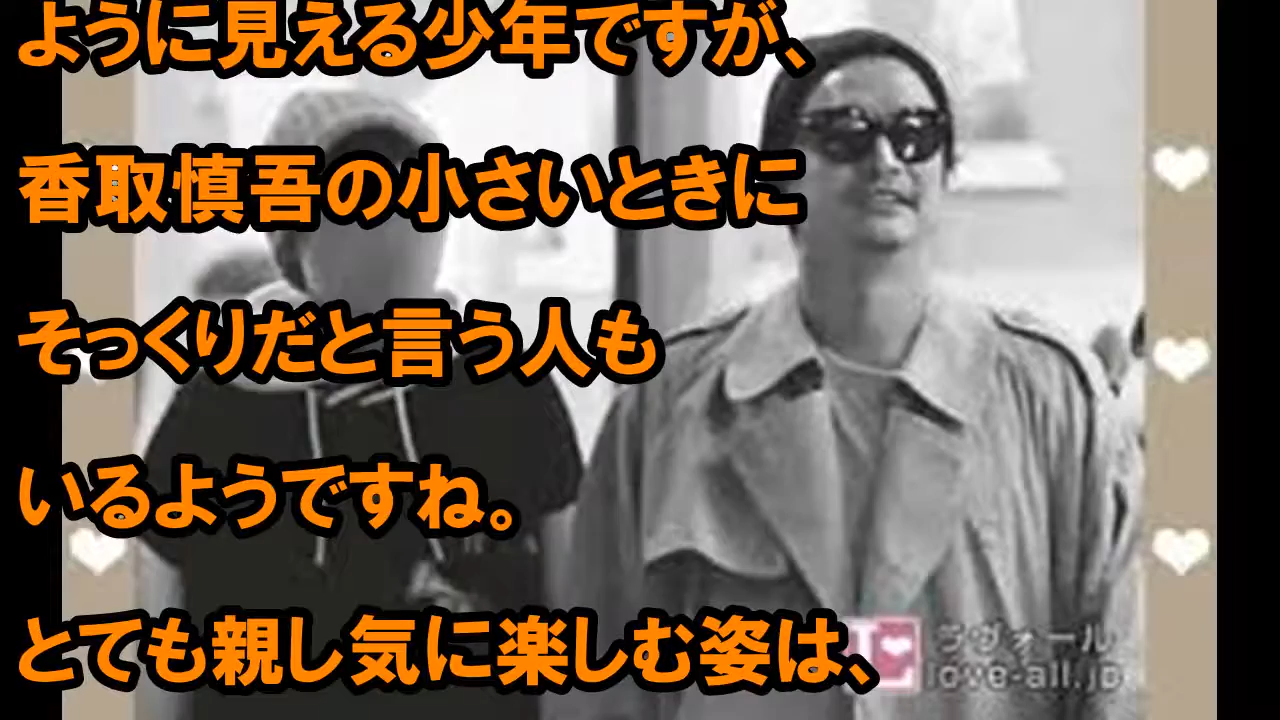 ように見える少年ですが、
香取慎吾の小さいときに
そっくりだと言う人も
いるようですね。
とても親し気に楽しむ姿は、
ラヴォール
love-all.jp